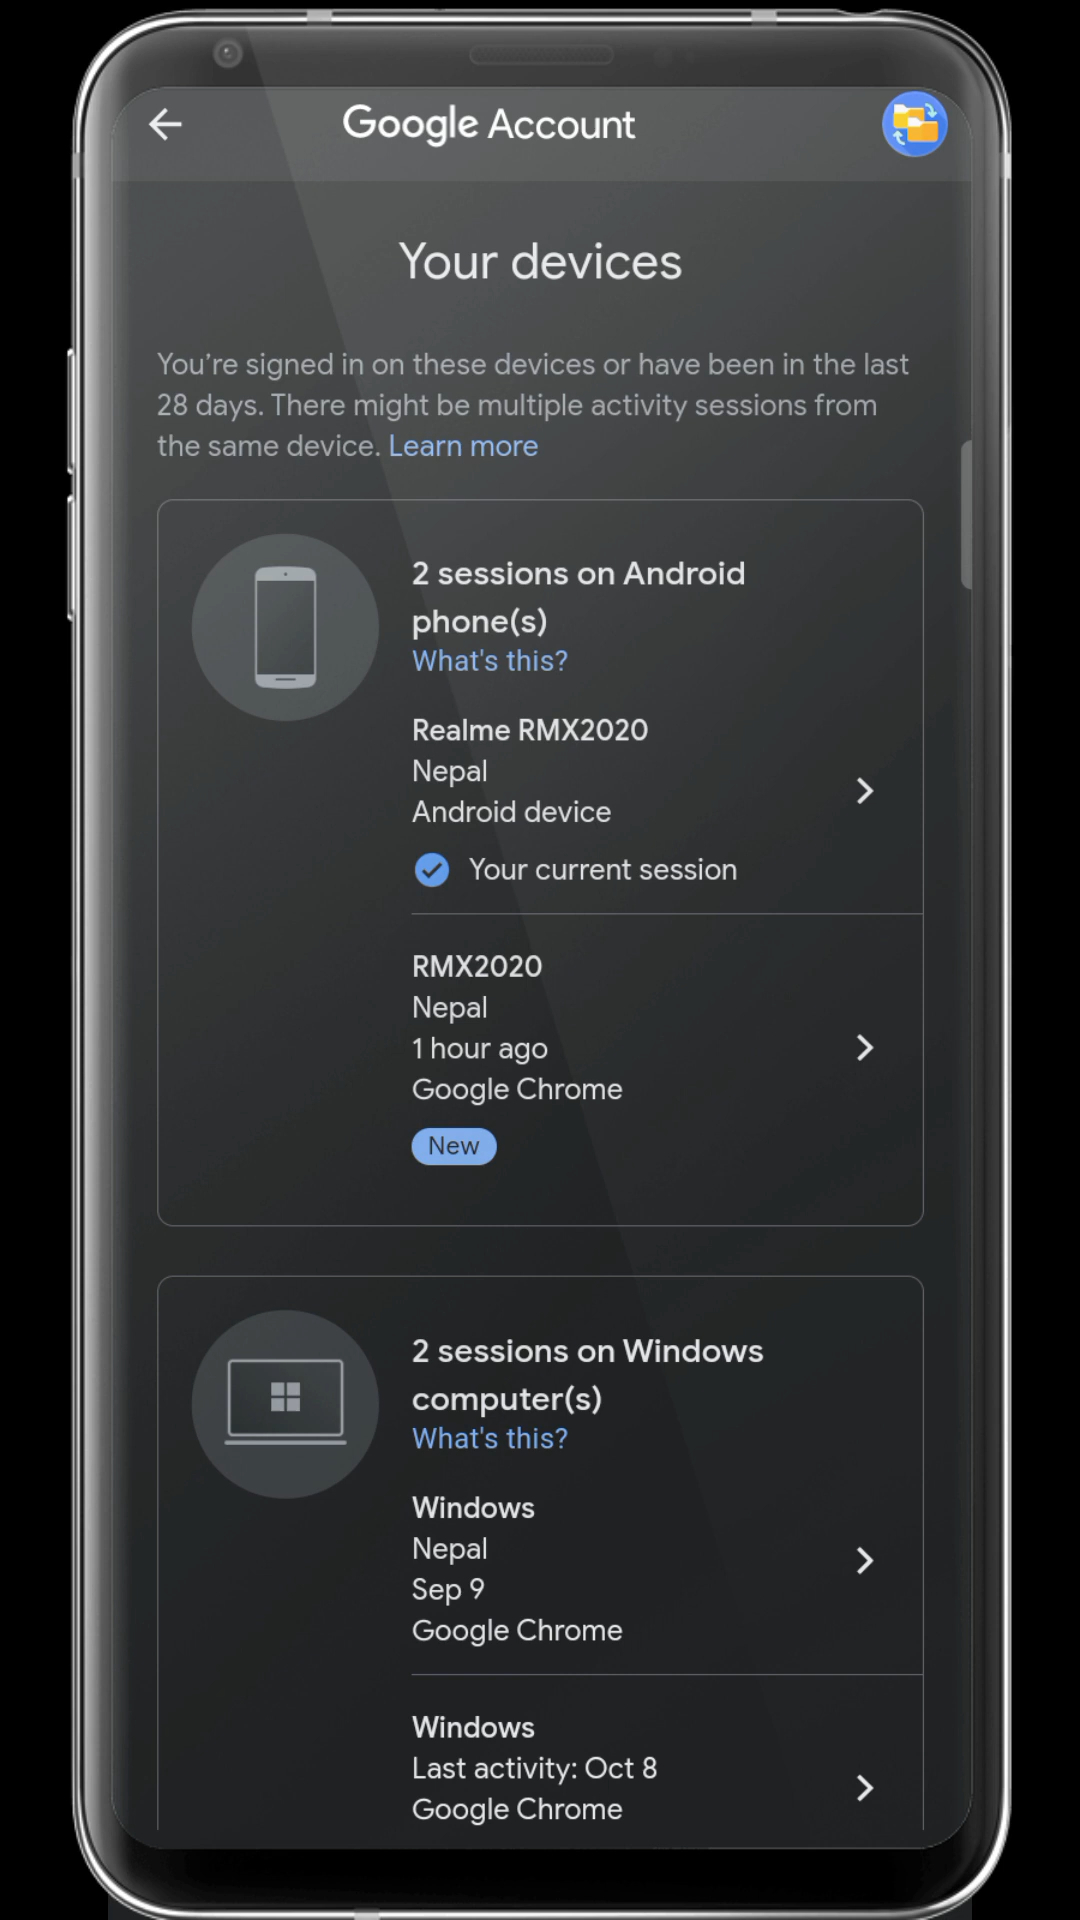 Google Account
Your devices
You’re signed in on these devices or have been in the last
28 days. There might be multiple activity sessions from
the same device. Learn more
2 sessions on Android
phone(s)
What's this?
Realme RMX2020
Nepal
Android device
Your current session
RMX2020
Nepal
1 hour ago
Google Chrome
New
2 sessions on Windows
computer(s)
What's this?
Windows
Nepal
Sep 9
Google Chrome
Windows
Last activity: Oct 8
Google Chrome